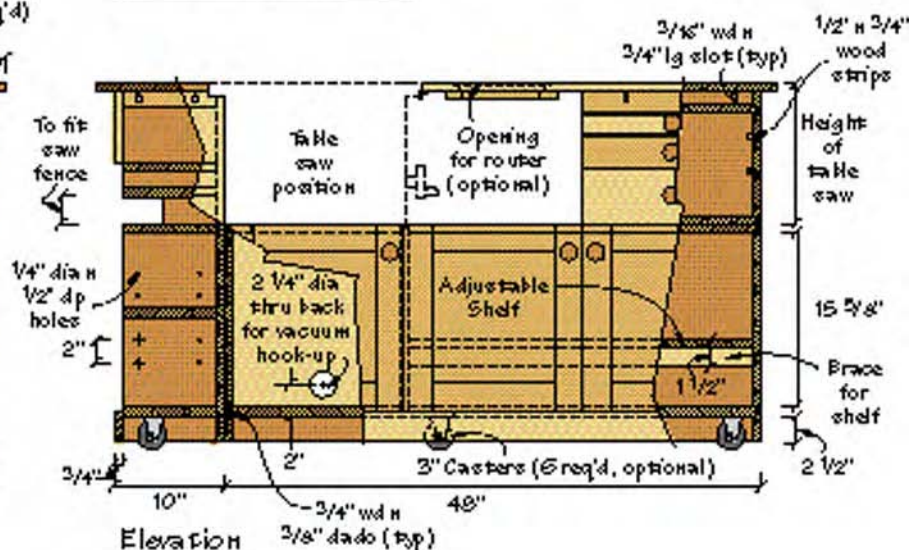 'd)
3/16" wd x
3/4" lg slot (typ)
1/2" x 3/4"
wood
strips
To fit
saw
fence
Table
saw
position
Opening
for router
(optional)
Height
of
table
saw
1/4" dia x
1/2" dp
holes
2"
2 1/4" dia
thru back
for vacuum
hook-up
Adjustable
Shelf
15 3/8"
1 1/2"
Brace
for
shelf
3/4"
2"
3" Casters (6 req'd, optional)
2 1/2"
10"
48"
3/4" wd x
3/8" dado (typ)
Elevation